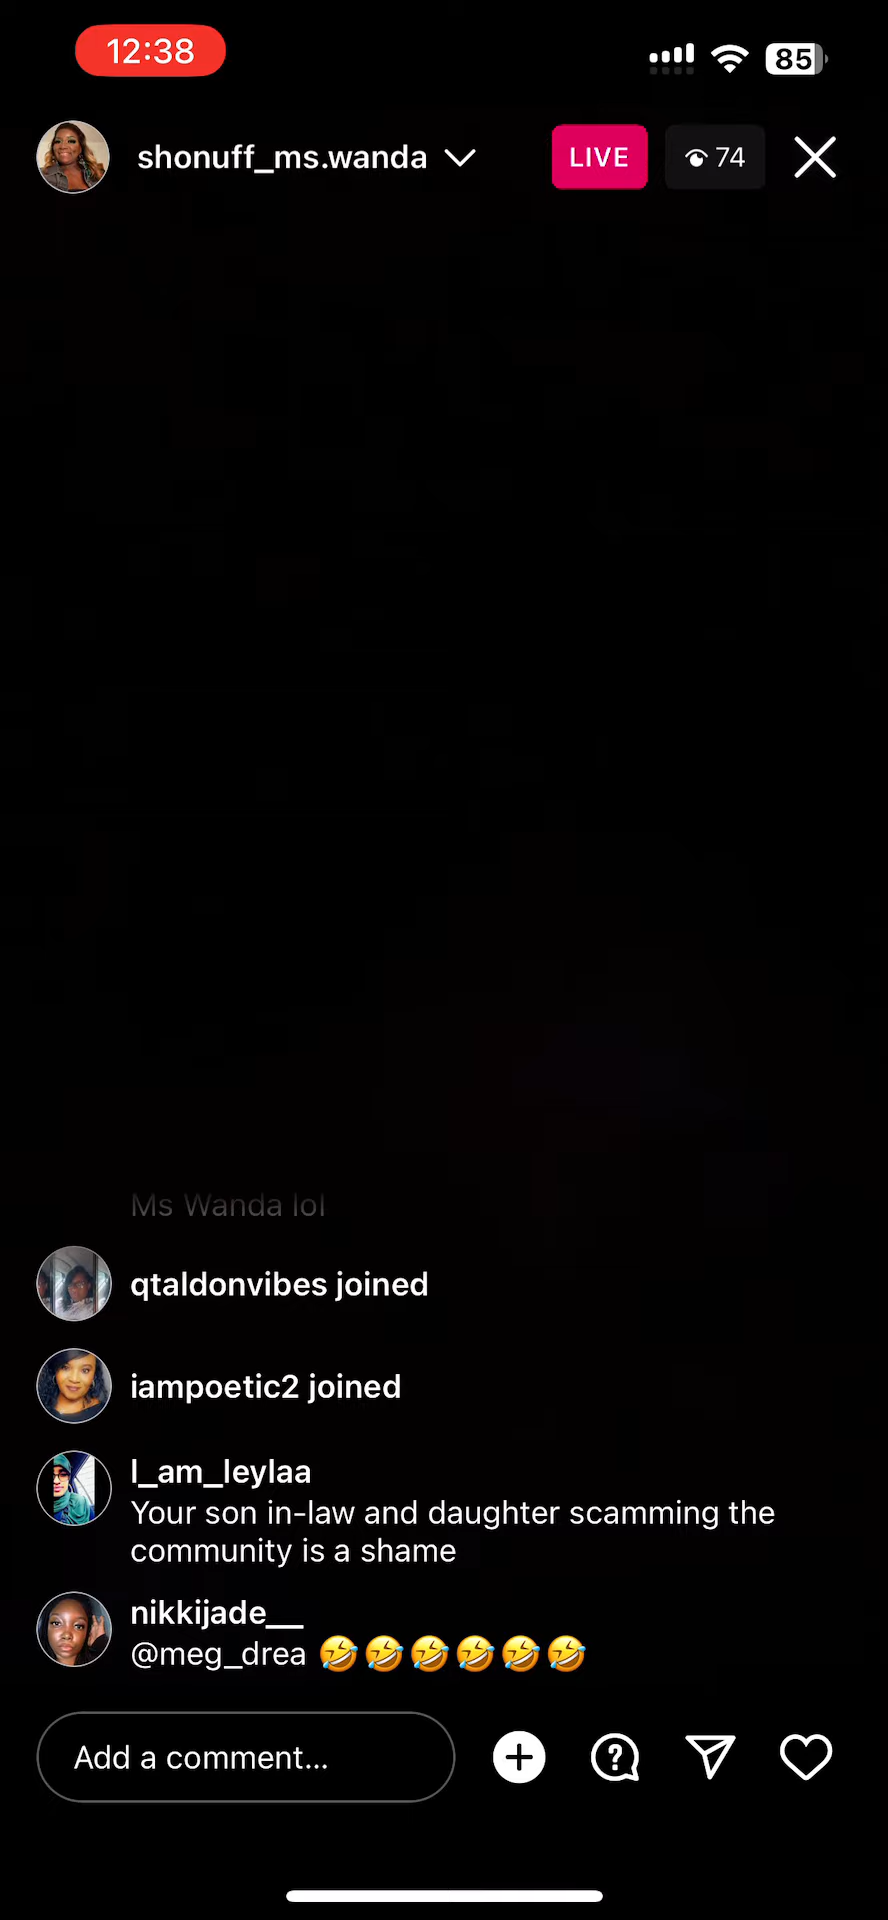 12:38
85
shonuff_ms.wanda
LIVE
74
Ms Wanda lol
qtaldonvibes joined
iampoetic2 joined
l_am_leylaa
Your son in-law and daughter scamming the
community is a shame
nikkijade__
@meg_drea 🤣🤣🤣🤣🤣🤣
Add a comment...